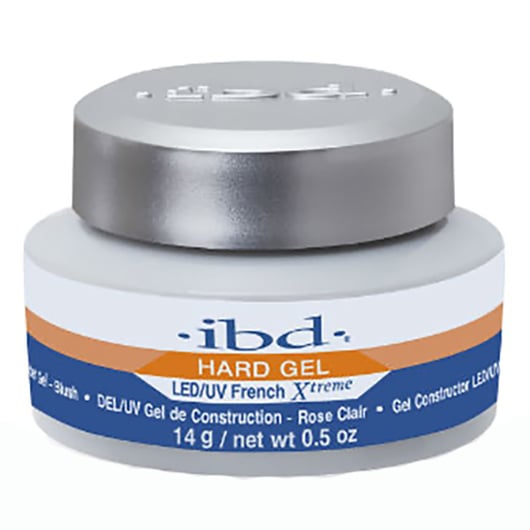 ·ibd·
·ibd·
HARD GEL
LED/UV French Xtreme
Gel - Blush • DEL/UV Gel de Construction - Rose Clair • Gel Constructor LED/UV
14 g / net wt 0.5 oz